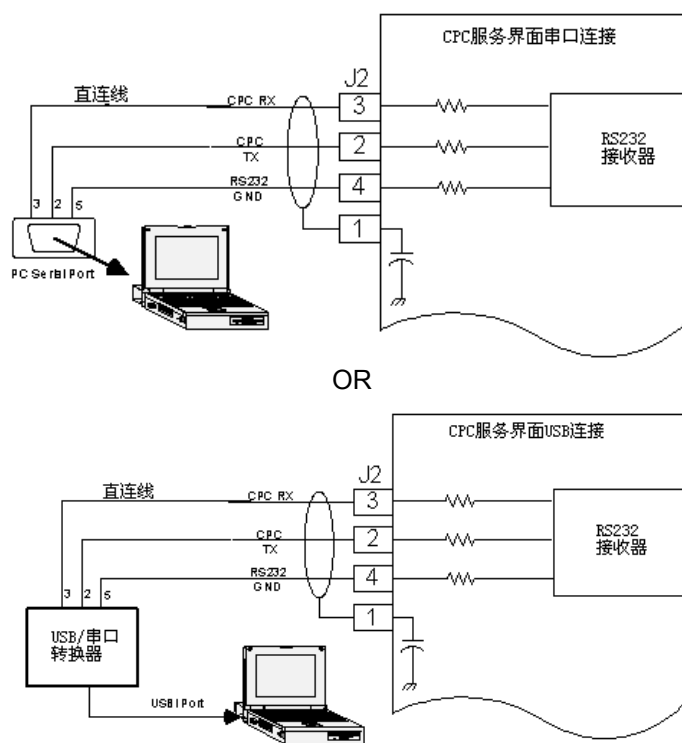 CPC服务界面串口连接
J2
直连线
CPC RX
3
CPC
TX
2
RS232
GND
4
1
RS232
接收器
3 2 5
PC Serial Port
OR
CPC服务界面USB连接
J2
直连线
CPC RX
3
CPC
TX
2
RS232
GND
4
1
RS232
接收器
3 2 5
USB/串口
转换器
USB Port